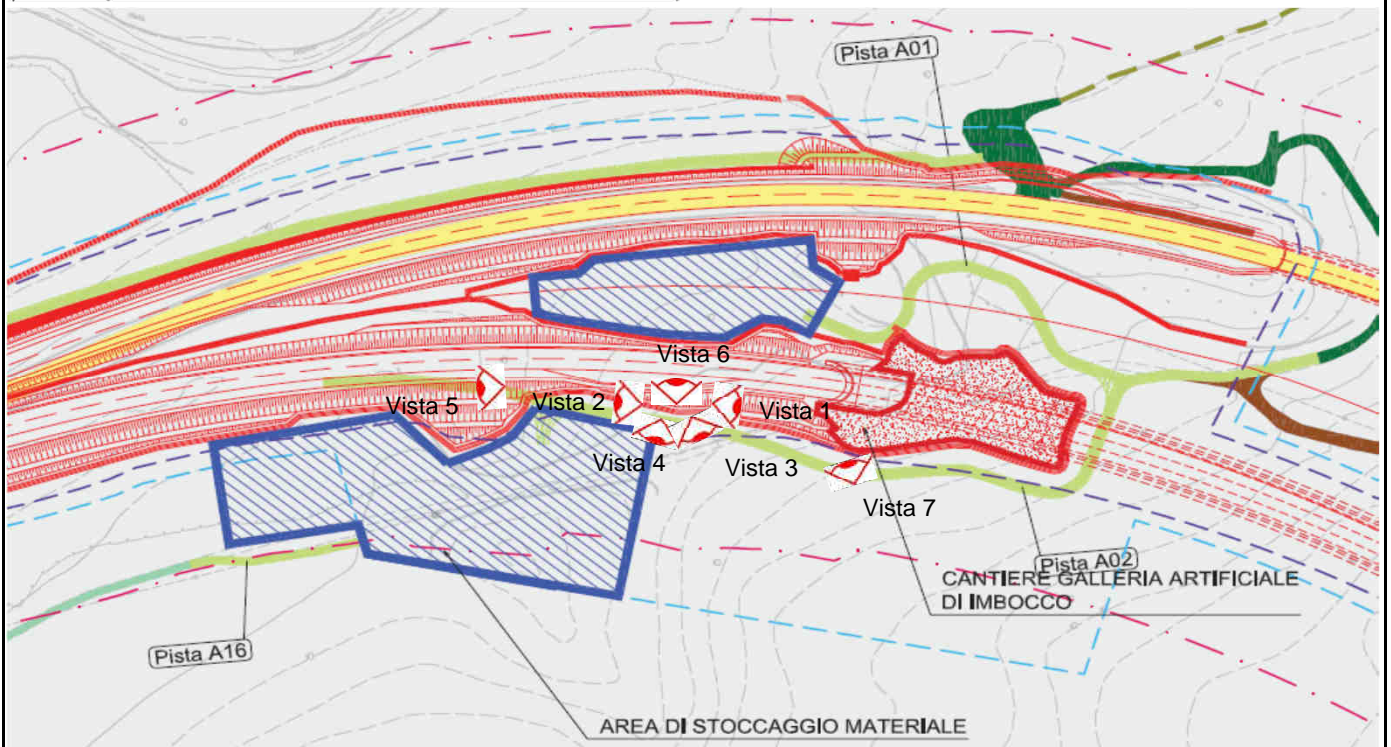 Pista A01
Vista 6
Vista 5
Vista 2
Vista 1
Vista 4
Vista 3
Vista 7
Pista A02
CANTIERE GALLERIA ARTIFICIALE
DI IMBOCCO
Pista A16
AREA DI STOCCAGGIO MATERIALE